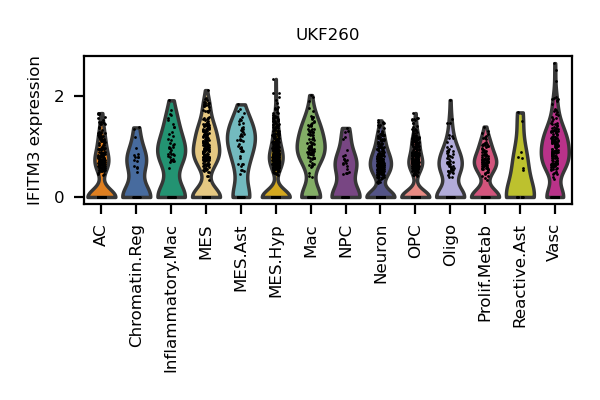 UKF260
IFITM3 expression
2
0
AC
Chromatin.Reg
Inflammatory.Mac
MES
MES.Ast
MES.Hyp
Mac
NPC
Neuron
OPC
Oligo
Prolif.Metab
Reactive.Ast
Vasc